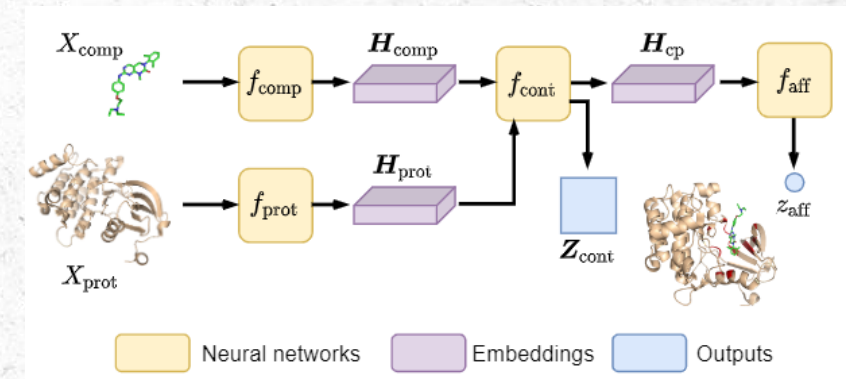 X_comp
f_comp
H_comp
f_cont
H_cp
f_aff
X_prot
f_prot
H_prot
Z_cont
z_aff
Neural networks
Embeddings
Outputs